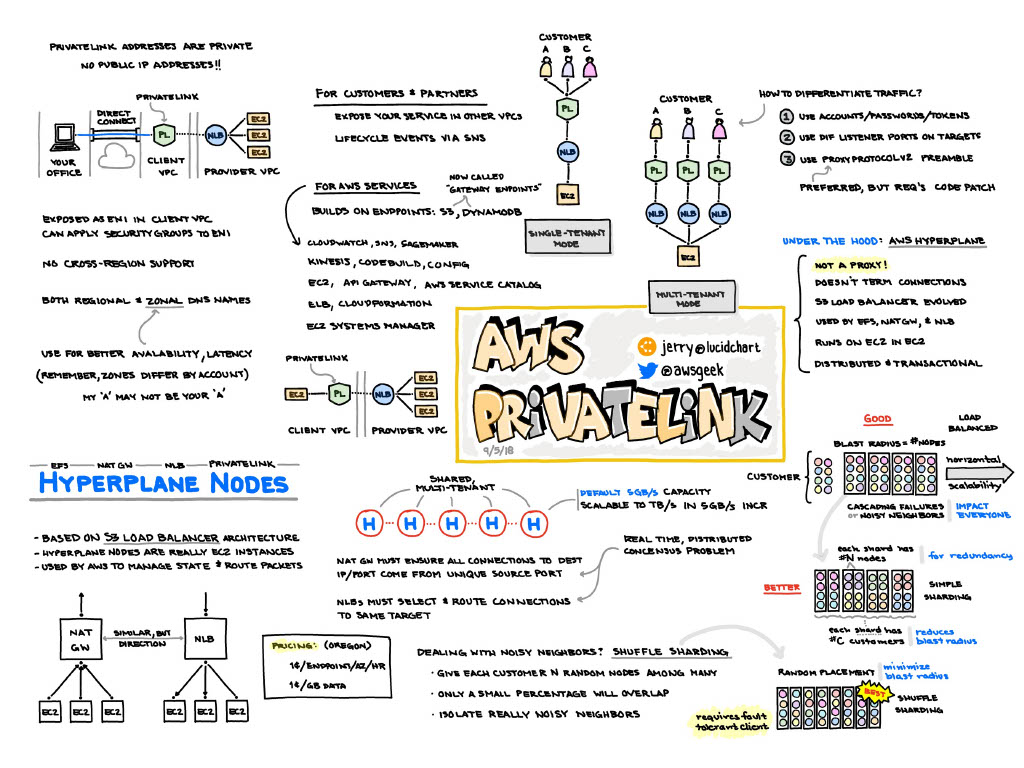 PRIVATELINK ADDRESSES ARE PRIVATE
NO PUBLIC IP ADDRESSES!!
PRIVATELINK
DIRECT
CONNECT
PL
NLB
EC2
EC2
EC2
YOUR
OFFICE
CLIENT
VPC
PROVIDER VPC
EXPOSED AS ENI IN CLIENT VPC
CAN APPLY SECURITY GROUPS TO ENI
NO CROSS-REGION SUPPORT
BOTH REGIONAL & ZONAL DNS NAMES
USE FOR BETTER AVALABILITY, LATENCY
(REMEMBER, ZONES DIFFER BY ACCOUNT)
MY 'A' MAY NOT BE YOUR 'A'
FOR CUSTOMERS & PARTNERS
EXPOSE YOUR SERVICE IN OTHER VPCS
LIFECYCLE EVENTS VIA SNS
FOR AWS SERVICES
NOW CALLED
"GATEWAY ENPOINTS"
BUILDS ON ENDPOINTS: S3, DYNAMODB
CLOUDWATCH, SNS, SAGEMAKER
KINESIS, CODEBUILD, CONFIG
EC2, API GATEWAY, AWS SERVICE CATALOG
ELB, CLOUDFORMATION
EC2 SYSTEMS MANAGER
PRIVATELINK
EC2
PL
NLB
EC2
EC2
EC2
CLIENT VPC
PROVIDER VPC
CUSTOMER
A B C
PL
NLB
EC2
SINGLE-TENANT
MODE
CUSTOMER
A B C
PL PL PL
NLB NLB NLB
EC2
MULTI-TENANT
MODE
HOW TO DIFFERENTIATE TRAFFIC?
1 USE ACCOUNTS/PASSWORDS/TOKENS
2 USE DIF LISTENER PORTS ON TARGETS
3 USE PROXYPROTOCOLV2 PREAMBLE
PREFERRED, BUT REQ'S CODE PATCH
UNDER THE HOOD: AWS HYPERPLANE
NOT A PROXY!
DOESN'T TERM CONNECTIONS
S3 LOAD BALANCER EVOLVED
USED BY EFS, NAT GW, & NLB
RUNS ON EC2 IN EC2
DISTRIBUTED & TRANSACTIONAL
AWS
PRIVATELINK
jerry@lucidchart
@awsgeek
9/5/18
EFS NAT GW NLB PRIVATELINK
HYPERPLANE NODES
- BASED ON S3 LOAD BALANCER ARCHITECTURE
- HYPERPLANE NODES ARE REALLY EC2 INSTANCES
- USED BY AWS TO MANAGE STATE & ROUTE PACKETS
NAT
GW
SIMILAR, BUT
DIRECTION
NLB
EC2 EC2 EC2
EC2 EC2 EC2
PRICING: (OREGON)
1¢/ENDPOINT/AZ/HR
1¢/GB DATA
SHARED,
MULTI-TENANT
H H H H H
DEFAULT 5GB/S CAPACITY
SCALABLE TO TB/S IN 5GB/S INCR
REAL TIME, DISTRIBUTED
CONCENSUS PROBLEM
NAT GW MUST ENSURE ALL CONNECTIONS TO DEST
IP/PORT COME FROM UNIQUE SOURCE PORT
NLBS MUST SELECT & ROUTE CONNECTIONS
TO SAME TARGET
DEALING WITH NOISY NEIGHBORS? SHUFFLE SHARDING
· GIVE EACH CUSTOMER N RANDOM NODES AMONG MANY
· ONLY A SMALL PERCENTAGE WILL OVERLAP
· ISOLATE REALLY NOISY NEIGHBORS
GOOD
LOAD
BALANCED
BLAST RADIUS = #NODES
CUSTOMER
horizontal
scalability
CASCADING FAILURES
or NOISY NEIGHBORS
IMPACT
EVERYONE
each shard has
#N nodes
for redundancy
BETTER
SIMPLE
SHARDING
each shard has
#C customers
reduces
blast radius
RANDOM PLACEMENT
minimize
blast radius
BEST
SHUFFLE
SHARDING
requires fault
tolerant client